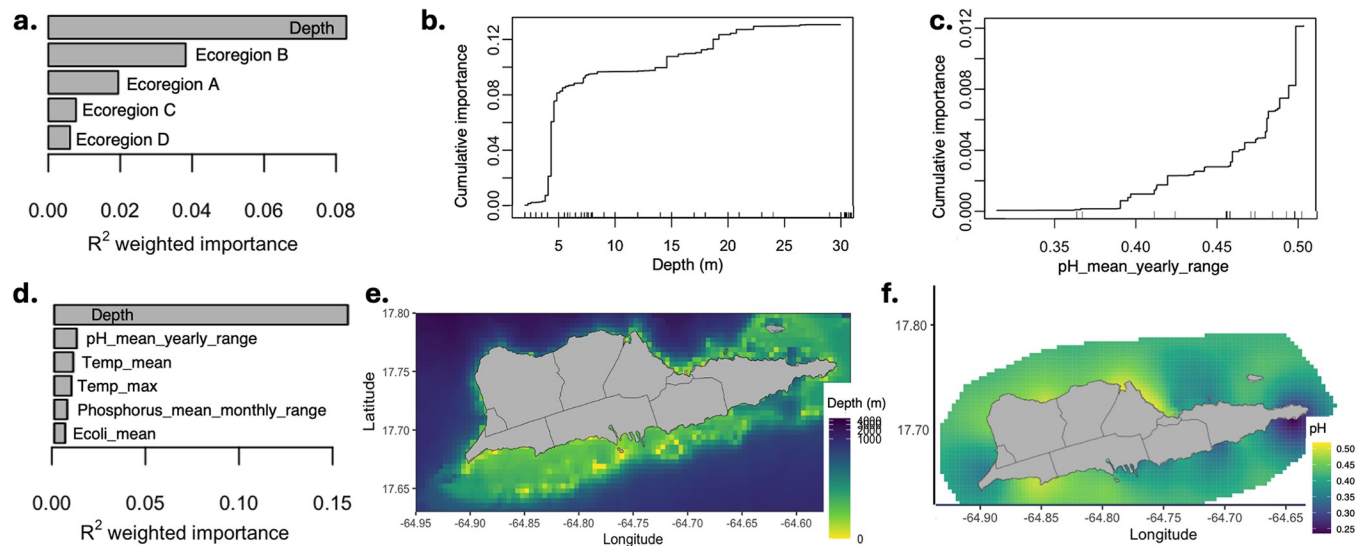 a.
Depth
Ecoregion B
Ecoregion A
Ecoregion C
Ecoregion D
0.00 0.02 0.04 0.06 0.08
R² weighted importance
b.
Cumulative importance
0.00 0.04 0.08 0.12
5 10 15 20 25 30
Depth (m)
c.
Cumulative importance
0.000 0.004 0.008 0.012
0.35 0.40 0.45 0.50
pH_mean_yearly_range
d.
Depth
pH_mean_yearly_range
Temp_mean
Temp_max
Phosphorus_mean_monthly_range
Ecoli_mean
0.00 0.05 0.10 0.15
R² weighted importance
e.
17.80
17.75
17.70
17.65
Latitude
-64.95 -64.90 -64.85 -64.80 -64.75 -64.70 -64.65 -64.60
Longitude
Depth (m)
4000
1000
0
f.
17.80
17.70
-64.90 -64.85 -64.80 -64.75 -64.70 -64.65
Longitude
pH
0.50
0.45
0.40
0.35
0.30
0.25